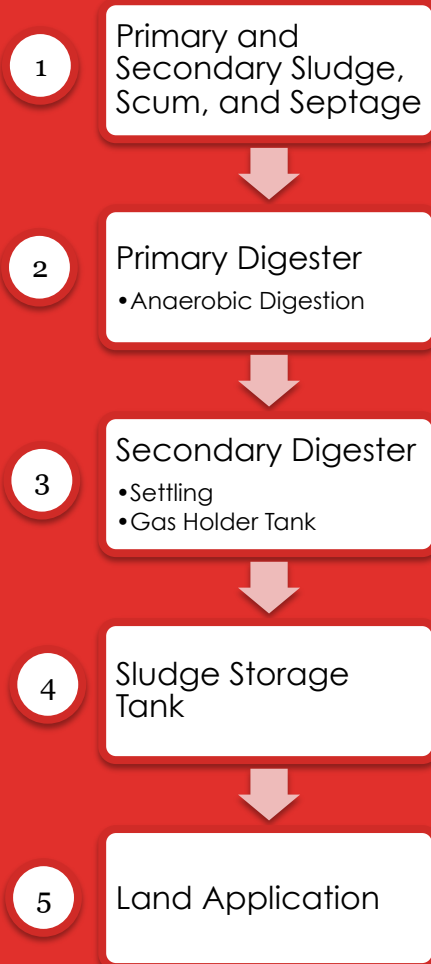 1
Primary and
Secondary Sludge,
Scum, and Septage
2
Primary Digester
•Anaerobic Digestion
3
Secondary Digester
•Settling
•Gas Holder Tank
4
Sludge Storage
Tank
5
Land Application